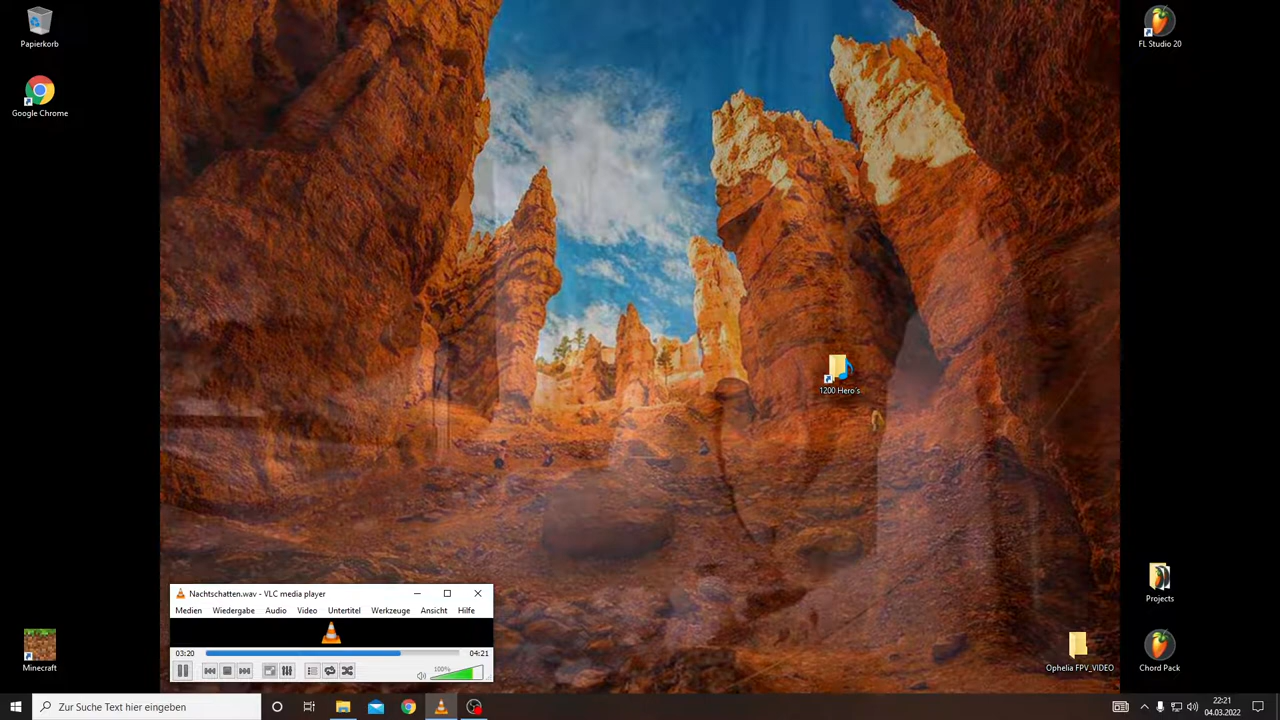 Papierkorb
Google Chrome
FL Studio 20
1200 Hero´s
Projects
Minecraft
Ophelia FPV_VIDEO
Chord Pack
Nachtschatten.wav - VLC media player
Medien Wiedergabe Audio Video Untertitel Werkzeuge Ansicht Hilfe
03:20 04:21
100%
Zur Suche Text hier eingeben
22:21
04.03.2022